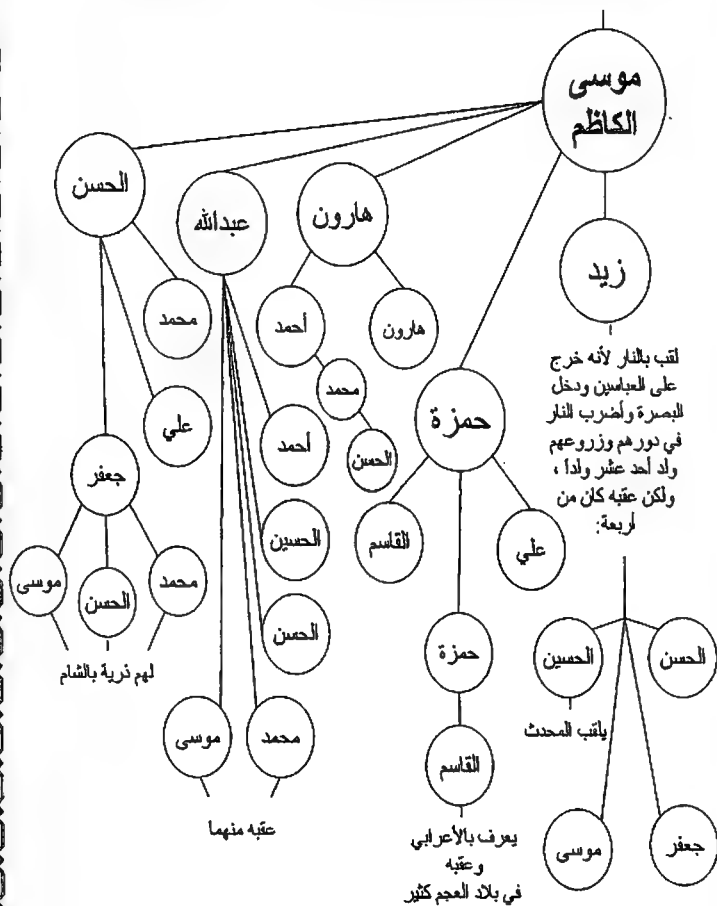 موسى
الكاظم
زيد
لقب بالنار لأنه خرج
على العباسين ودخل
البصرة وأضرب النار
في دورهم وزروعهم
ولد أحد عشر ولداً ،
ولكن عقبه كان من
أربعة:
الحسن
الحسين
يلقب المحدث
جعفر
موسى
حمزة
علي
القاسم
حمزة
القاسم
يعرف بالأعرابي
وعقبه
في بلاد العجم كثير
هارون
هارون
أحمد
محمد
الحسن
عبدالله
أحمد
الحسين
الحسن
محمد
موسى
عقبه منهما
الحسن
محمد
علي
جعفر
محمد
الحسن
موسى
لهم ذرية بالشام